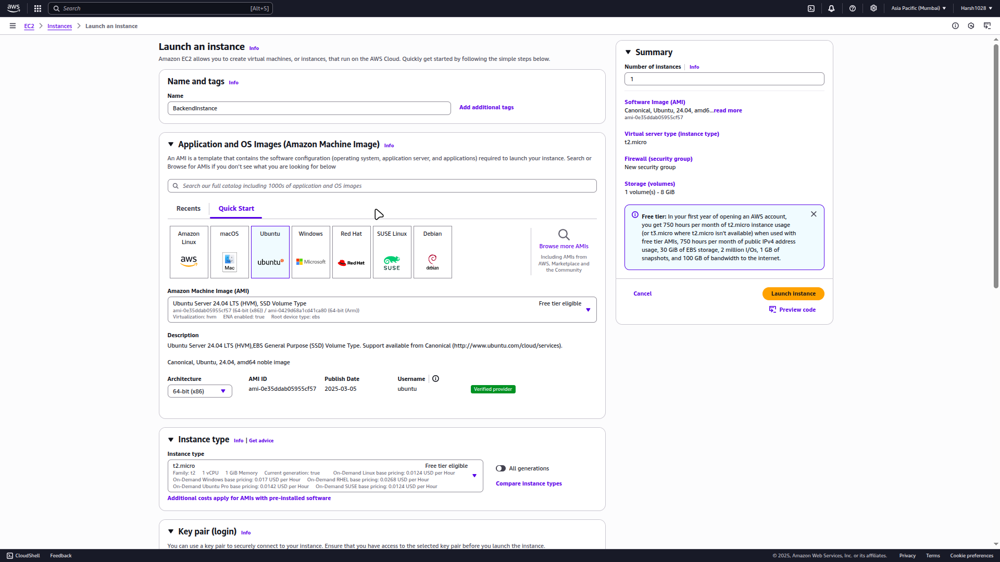 aws
Search [Alt+S]
Asia Pacific (Mumbai)
Harsh1028
EC2
Instances
Launch an instance
Launch an instance Info
Amazon EC2 allows you to create virtual machines, or instances, that run on the AWS Cloud. Quickly get started by following the simple steps below.
Name and tags Info
Name
BackendInstance
Add additional tags
Application and OS Images (Amazon Machine Image) Info
An AMI is a template that contains the software configuration (operating system, application server, and applications) required to launch your instance. Search or
Browse for AMIs if you don't see what you are looking for below
Search our full catalog including 1000s of application and OS images
Recents
Quick Start
Amazon
Linux
aws
macOS
Mac
Ubuntu
ubuntu
Windows
Microsoft
Red Hat
Red Hat
SUSE Linux
SUSE
Debian
debian
Browse more AMIs
Including AMIs from
AWS, Marketplace and
the Community
Amazon Machine Image (AMI)
Ubuntu Server 24.04 LTS (HVM), SSD Volume Type Free tier eligible
ami-0e35ddab05955cf57 (64-bit (x86)) / ami-0429d68a1cd41ca80 (64-bit (Arm))
Virtualization: hvm ENA enabled: true Root device type: ebs
Description
Ubuntu Server 24.04 LTS (HVM),EBS General Purpose (SSD) Volume Type. Support available from Canonical (http://www.ubuntu.com/cloud/services).
Canonical, Ubuntu, 24.04, amd64 noble image
Architecture AMI ID Publish Date Username
64-bit (x86) ami-0e35ddab05955cf57 2025-03-05 ubuntu Verified provider
Instance type Info | Get advice
Instance type
t2.micro Free tier eligible
Family: t2 1 vCPU 1 GiB Memory Current generation: true On-Demand Linux base pricing: 0.0124 USD per Hour
On-Demand Windows base pricing: 0.017 USD per Hour On-Demand RHEL base pricing: 0.0268 USD per Hour
On-Demand Ubuntu Pro base pricing: 0.0142 USD per Hour On-Demand SUSE base pricing: 0.0124 USD per Hour
All generations
Compare instance types
Additional costs apply for AMIs with pre-installed software
Key pair (login) Info
You can use a key pair to securely connect to your instance. Ensure that you have access to the selected key pair before you launch the instance.
Summary
Number of instances Info
1
Software Image (AMI)
Canonical, Ubuntu, 24.04, amd6...read more
ami-0e35ddab05955cf57
Virtual server type (instance type)
t2.micro
Firewall (security group)
New security group
Storage (volumes)
1 volume(s) - 8 GiB
Free tier: In your first year of opening an AWS account,
you get 750 hours per month of t2.micro instance usage
(or t3.micro where t2.micro isn't available) when used with
free tier AMIs, 750 hours per month of public IPv4 address
usage, 30 GiB of EBS storage, 2 million I/Os, 1 GB of
snapshots, and 100 GB of bandwidth to the internet.
Cancel
Launch instance
Preview code
CloudShell Feedback © 2025, Amazon Web Services, Inc. or its affiliates. Privacy Terms Cookie preferences